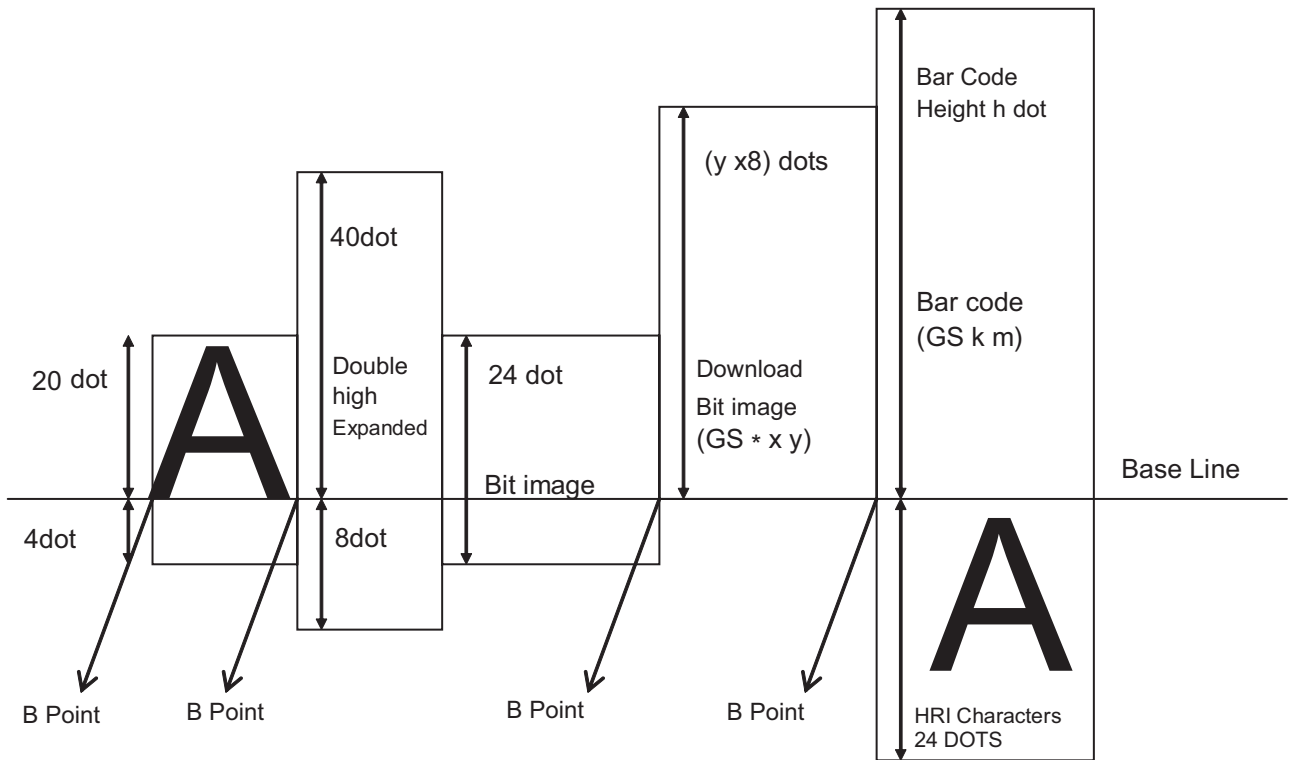 Bar Code
Height h dot
(y x8) dots
40dot
Bar code
(GS k m)
20 dot
A
Double
high
Expanded
24 dot
Download
Bit image
(GS * x y)
Bit image
Base Line
4dot
8dot
A
B Point
B Point
B Point
B Point
HRI Characters
24 DOTS